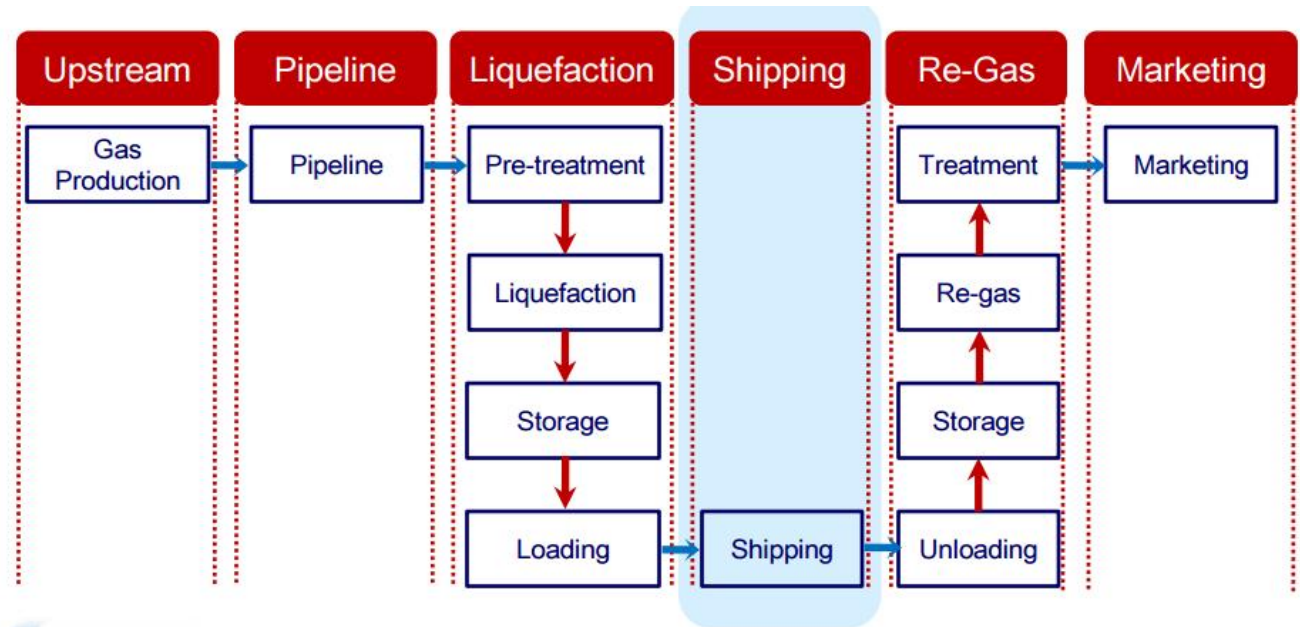 Upstream
Pipeline
Liquefaction
Shipping
Re-Gas
Marketing
Gas
Production
Pipeline
Pre-treatment
Treatment
Marketing
Liquefaction
Re-gas
Storage
Storage
Loading
Shipping
Unloading